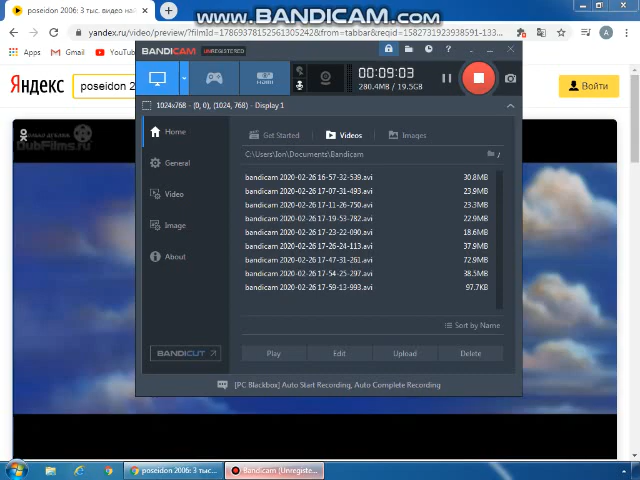 www.BANDICAM.com
poseidon 2006: 3 тыс. видео най
yandex.ru/video/preview/?filmId=17869378152561305242&from=tabbar&reqid=1582731923938591-133...
Apps
Gmail
YouTub
Яндекс
poseidon 2
Войти
DubFilms.ru
BANDICAM UNREGISTERED
00:09:03
280.4MB / 19.5GB
1024x768 - (0, 0), (1024, 768) - Display 1
Home
General
Video
Image
About
BANDICUT
Get Started
Videos
Images
C:\Users\Ion\Documents\Bandicam
bandicam 2020-02-26 16-57-32-539.avi 30.8MB
bandicam 2020-02-26 17-07-31-493.avi 23.9MB
bandicam 2020-02-26 17-11-26-750.avi 23.3MB
bandicam 2020-02-26 17-19-53-782.avi 22.9MB
bandicam 2020-02-26 17-23-22-090.avi 18.6MB
bandicam 2020-02-26 17-26-24-113.avi 37.9MB
bandicam 2020-02-26 17-47-31-261.avi 72.9MB
bandicam 2020-02-26 17-54-25-297.avi 38.5MB
bandicam 2020-02-26 17-59-13-993.avi 97.7KB
Sort by Name
Play
Edit
Upload
Delete
[PC Blackbox] Auto Start Recording, Auto Complete Recording
poseidon 2006: 3 тыс...
Bandicam (Unregiste...
EN